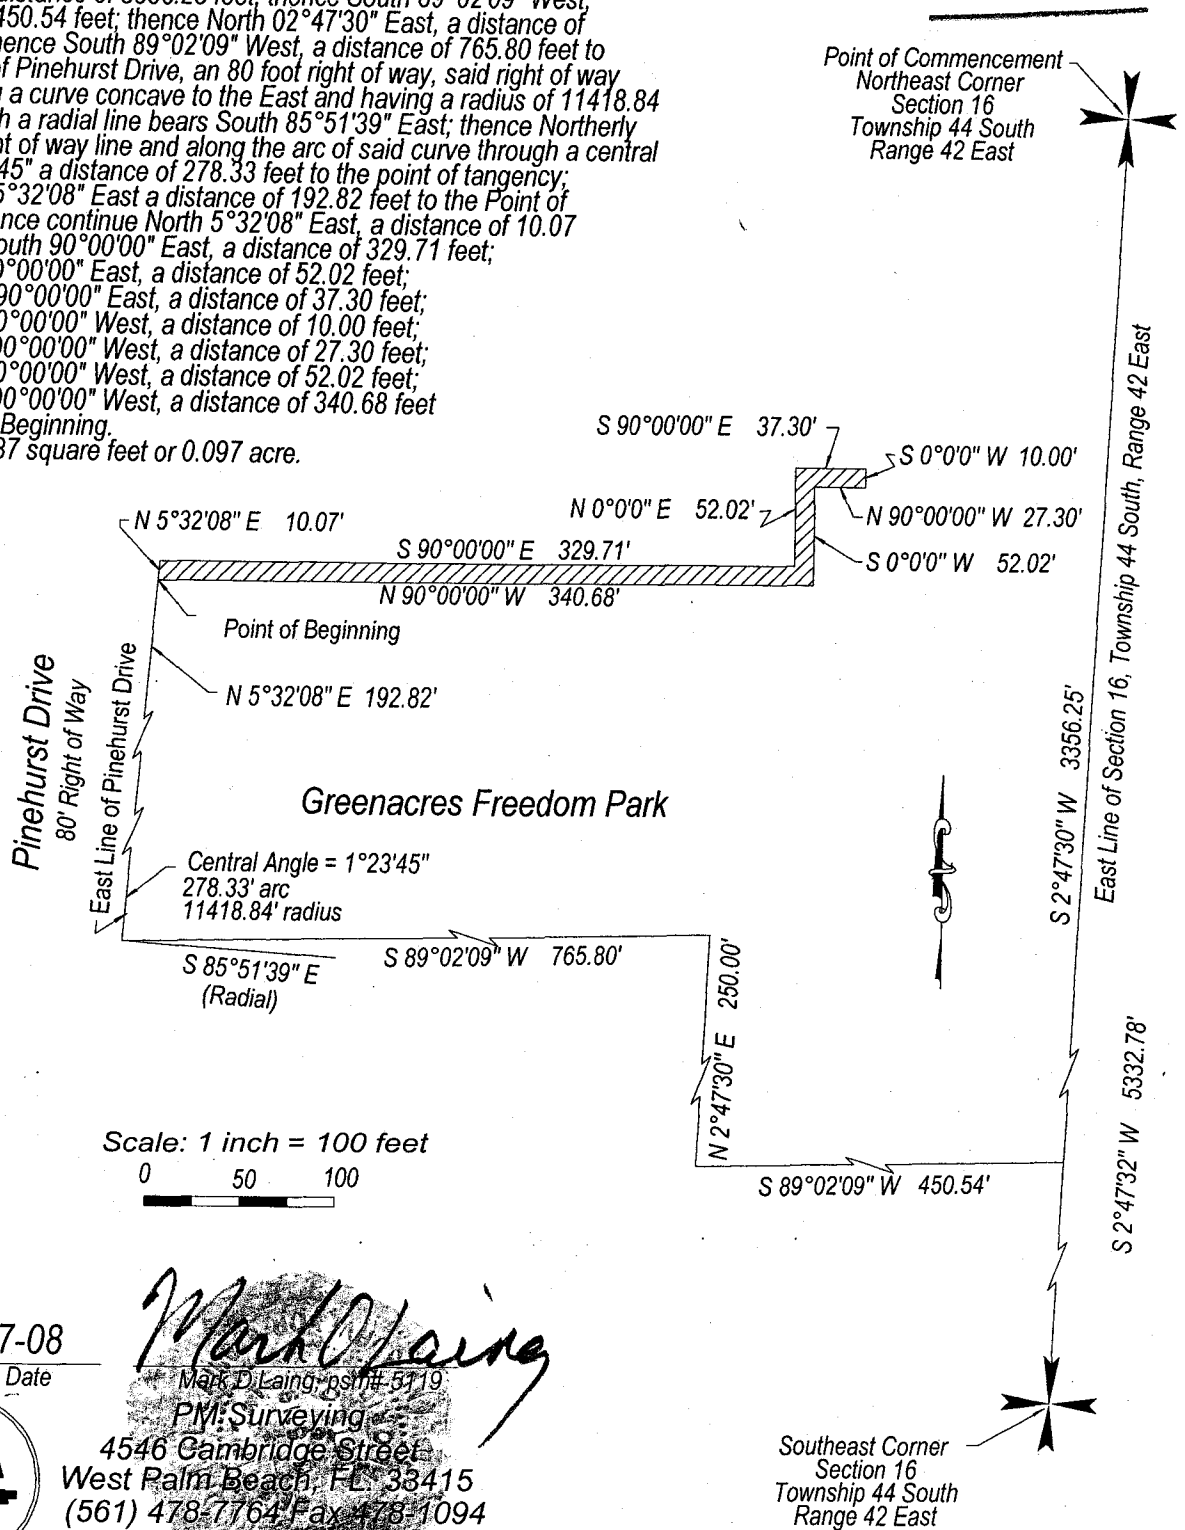 450.54 feet; thence North 02°47'30" East, a distance of
South 89°02'09" West, a distance of 765.80 feet to
Pinehurst Drive, an 80 foot right of way, said right of way
a curve concave to the East and having a radius of 11418.84
a radial line bears South 85°51'39" East; thence Northerly
of way line and along the arc of said curve through a central
45" a distance of 278.33 feet to the point of tangency;
5°32'08" East a distance of 192.82 feet to the Point of
continue North 5°32'08" East, a distance of 10.07
90°00'00" East, a distance of 329.71 feet;
0°00'00" East, a distance of 52.02 feet;
90°00'00" East, a distance of 37.30 feet;
0°00'00" West, a distance of 10.00 feet;
90°00'00" West, a distance of 27.30 feet;
0°00'00" West, a distance of 52.02 feet;
90°00'00" West, a distance of 340.68 feet
Beginning.
37 square feet or 0.097 acre.
Point of Commencement
Northeast Corner
Section 16
Township 44 South
Range 42 East
S 90°00'00" E 37.30'
S 0°0'0" W 10.00'
N 0°0'0" E 52.02'
N 90°00'00" W 27.30'
N 5°32'08" E 10.07'
S 90°00'00" E 329.71'
S 0°0'0" W 52.02'
N 90°00'00" W 340.68'
Point of Beginning
N 5°32'08" E 192.82'
Pinehurst Drive
80' Right of Way
East Line of Pinehurst Drive
Greenacres Freedom Park
S 2°47'30" W 3356.25'
East Line of Section 16, Township 44 South, Range 42 East
Central Angle = 1°23'45"
278.33' arc
11418.84' radius
S 85°51'39" E
(Radial)
S 89°02'09" W 765.80'
N 2°47'30" E 250.00'
S 89°02'09" W 450.54'
S 2°47'32" W 5332.78'
Scale: 1 inch = 100 feet
0 50 100
7-08
Date
Mark D Laing
Mark D Laing, psm# 5119
PM Surveying
4546 Cambridge Street
West Palm Beach, FL. 33415
(561) 478-7764 Fax 478-1094
Southeast Corner
Section 16
Township 44 South
Range 42 East